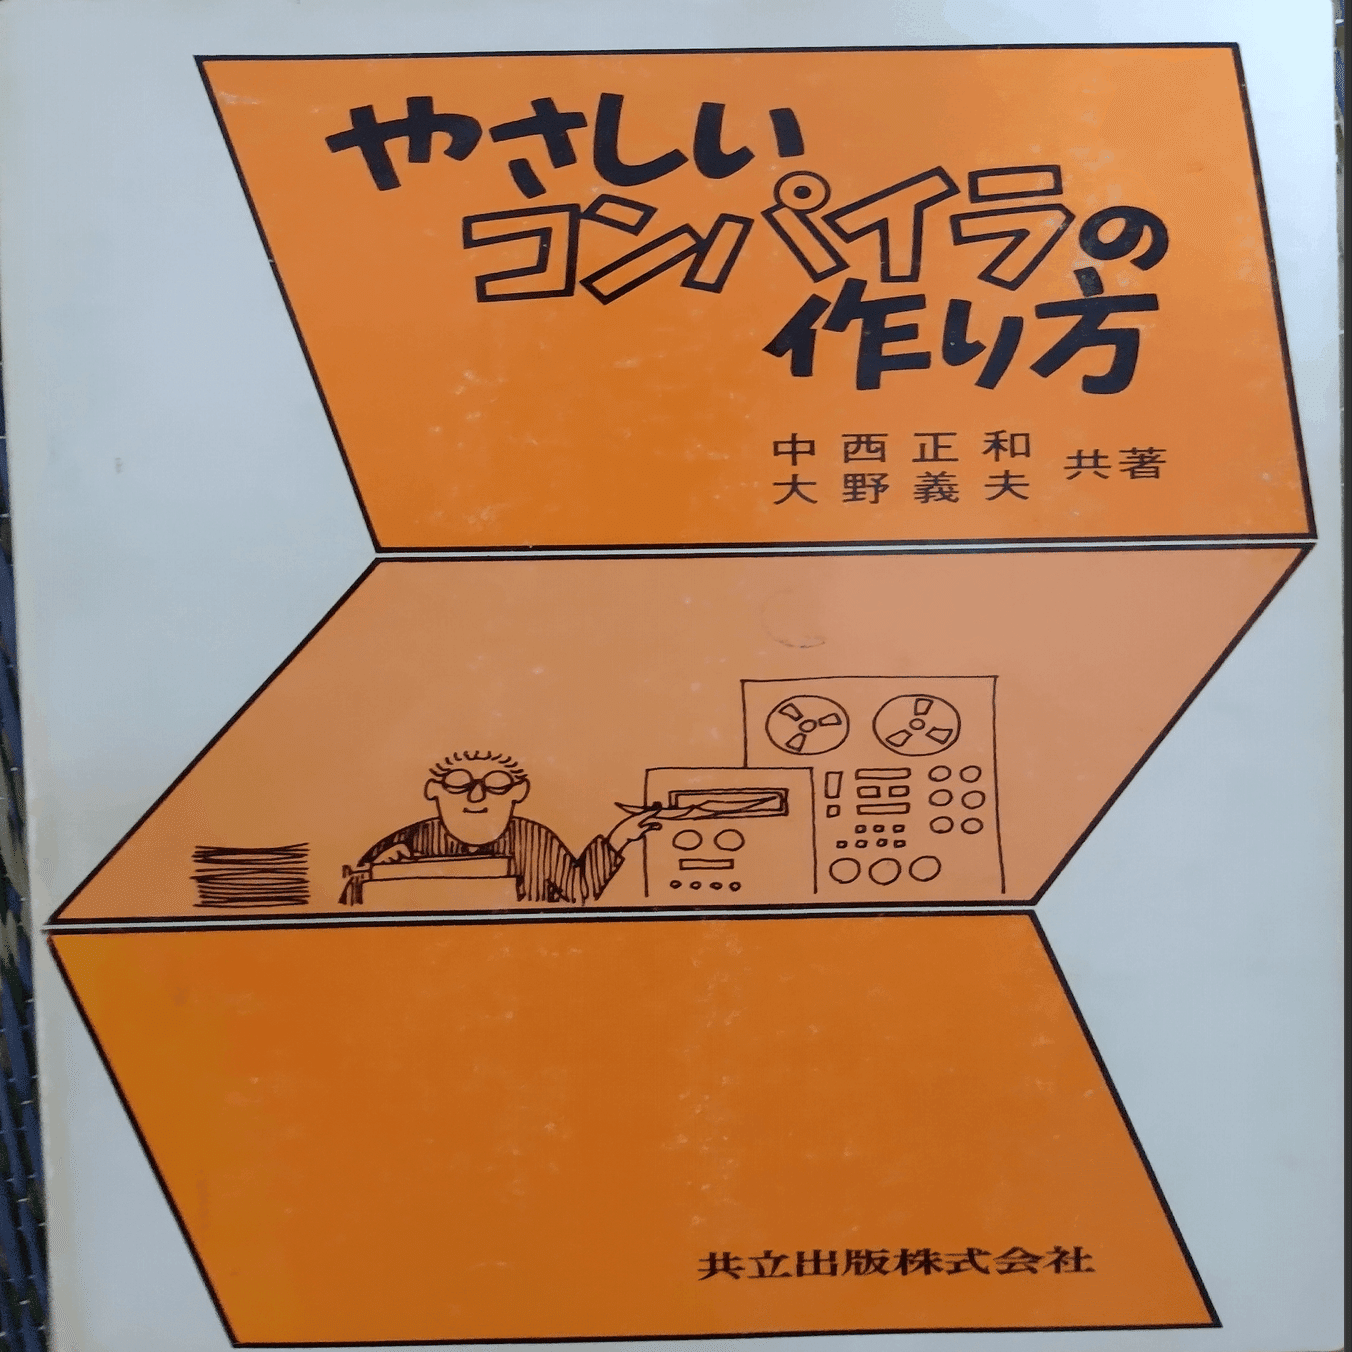 やさしい
コンパイラの
作り方
中西正和
大野義夫
共著
共立出版株式会社